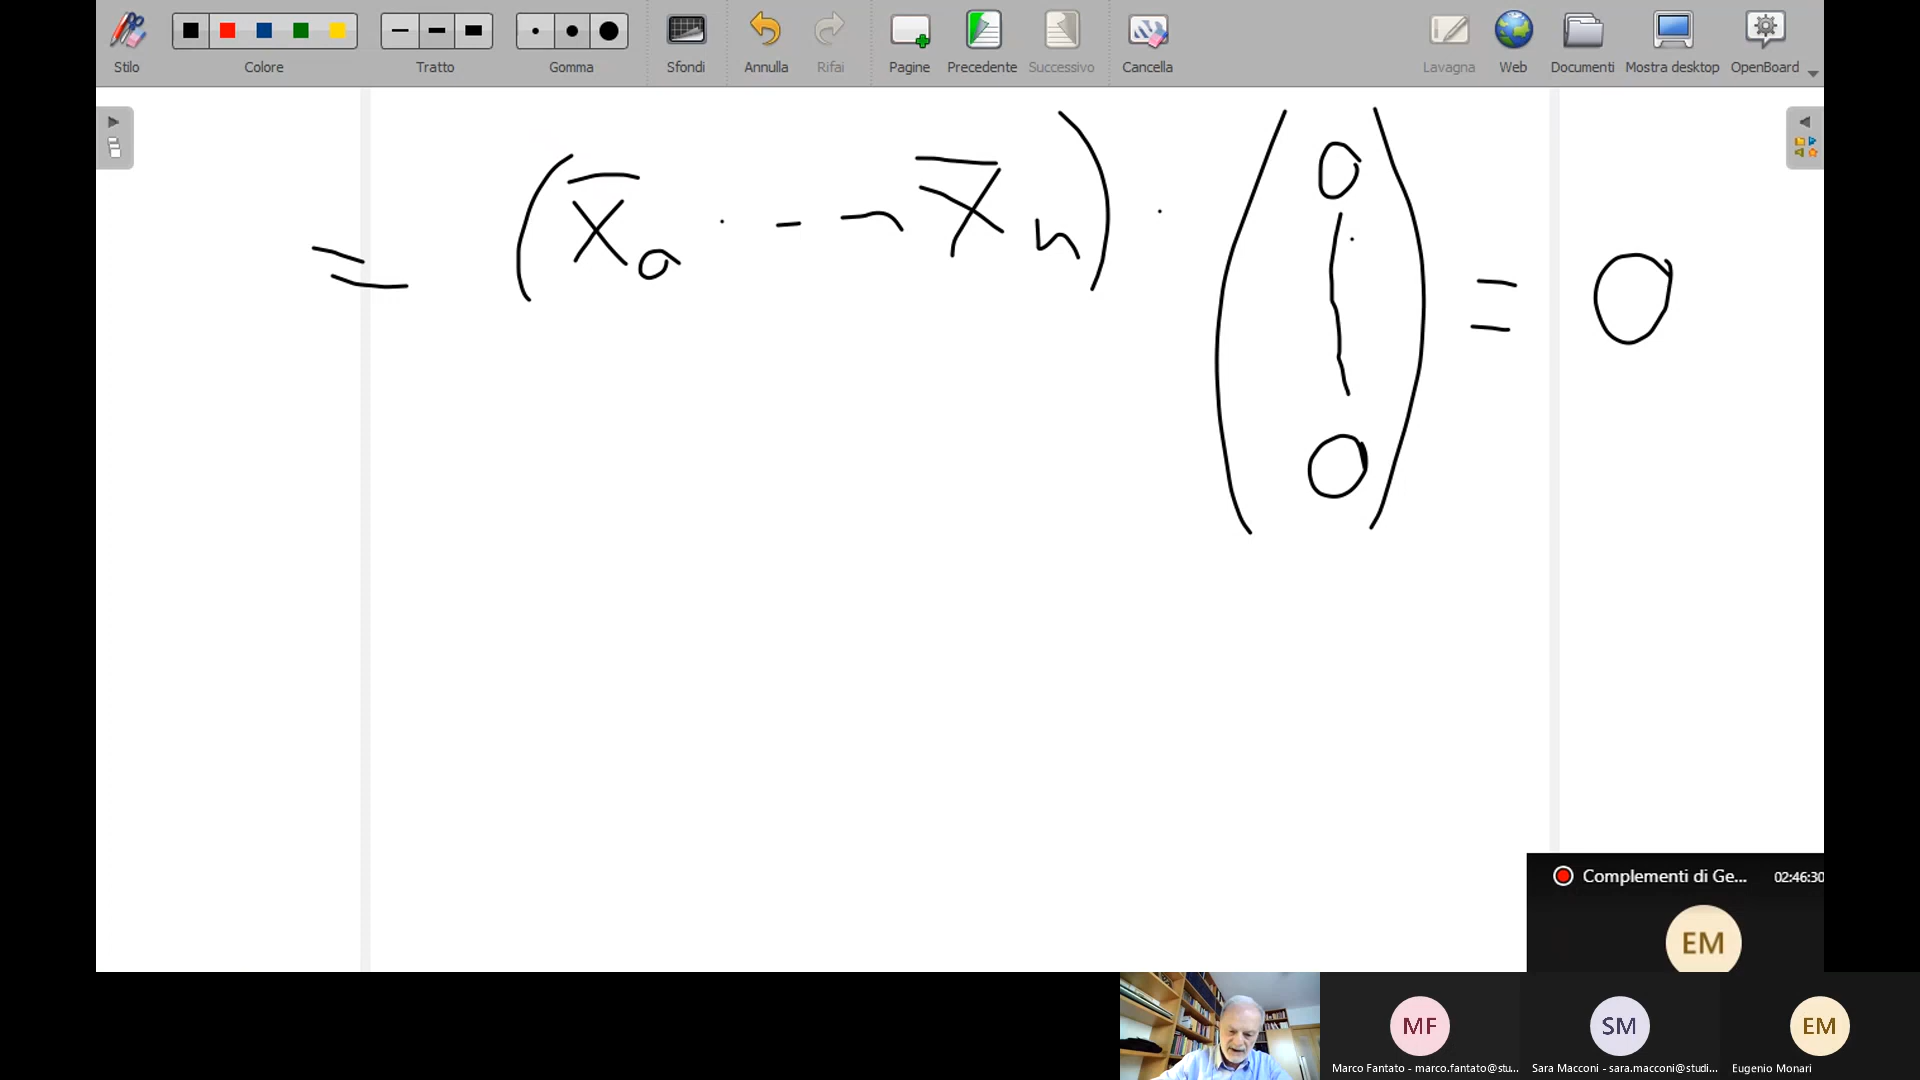 Stilo Colore Tratto Gomma Sfondi Annulla Rifai Pagine Precedente Successivo Cancella Lavagna Web Documenti Mostra desktop OpenBoard
= (x̄₀ · - - x̄ₙ) · (0 | 0) = 0
Complementi di Ge... 02:46:30
EM
MF SM EM
Marco Fantato - marco.fantato@stu... Sara Macconi - sara.macconi@studi... Eugenio Monari